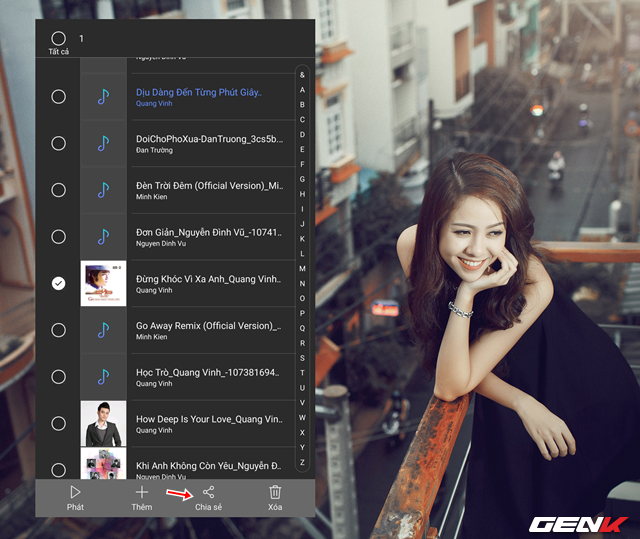 1
Tất cả
Nguyen Dinh Vu
Dịu Dàng Đến Từng Phút Giây..
Quang Vinh
DoiChoPhoXua-DanTruong_3cs5b...
Đan Trường
Đèn Trời Đêm (Official Version)_Mi..
Minh Kien
Đơn Giản_Nguyễn Đình Vũ_-10741..
Nguyen Dinh Vu
Đừng Khóc Vì Xa Anh_Quang Vinh..
Quang Vinh
Go Away Remix (Official Version)_..
Minh Kien
Học Trò_Quang Vinh_-107381694..
Quang Vinh
How Deep Is Your Love_Quang Vin..
Quang Vinh
Khi Anh Không Còn Yêu_Nguyễn Đ..
Nguyen Dinh Vu
&
A
B
C
D
E
F
G
H
I
J
K
L
M
N
O
P
Q
R
S
T
U
V
W
X
Y
Z
Phát
Thêm
Chia sẻ
Xóa
GENK